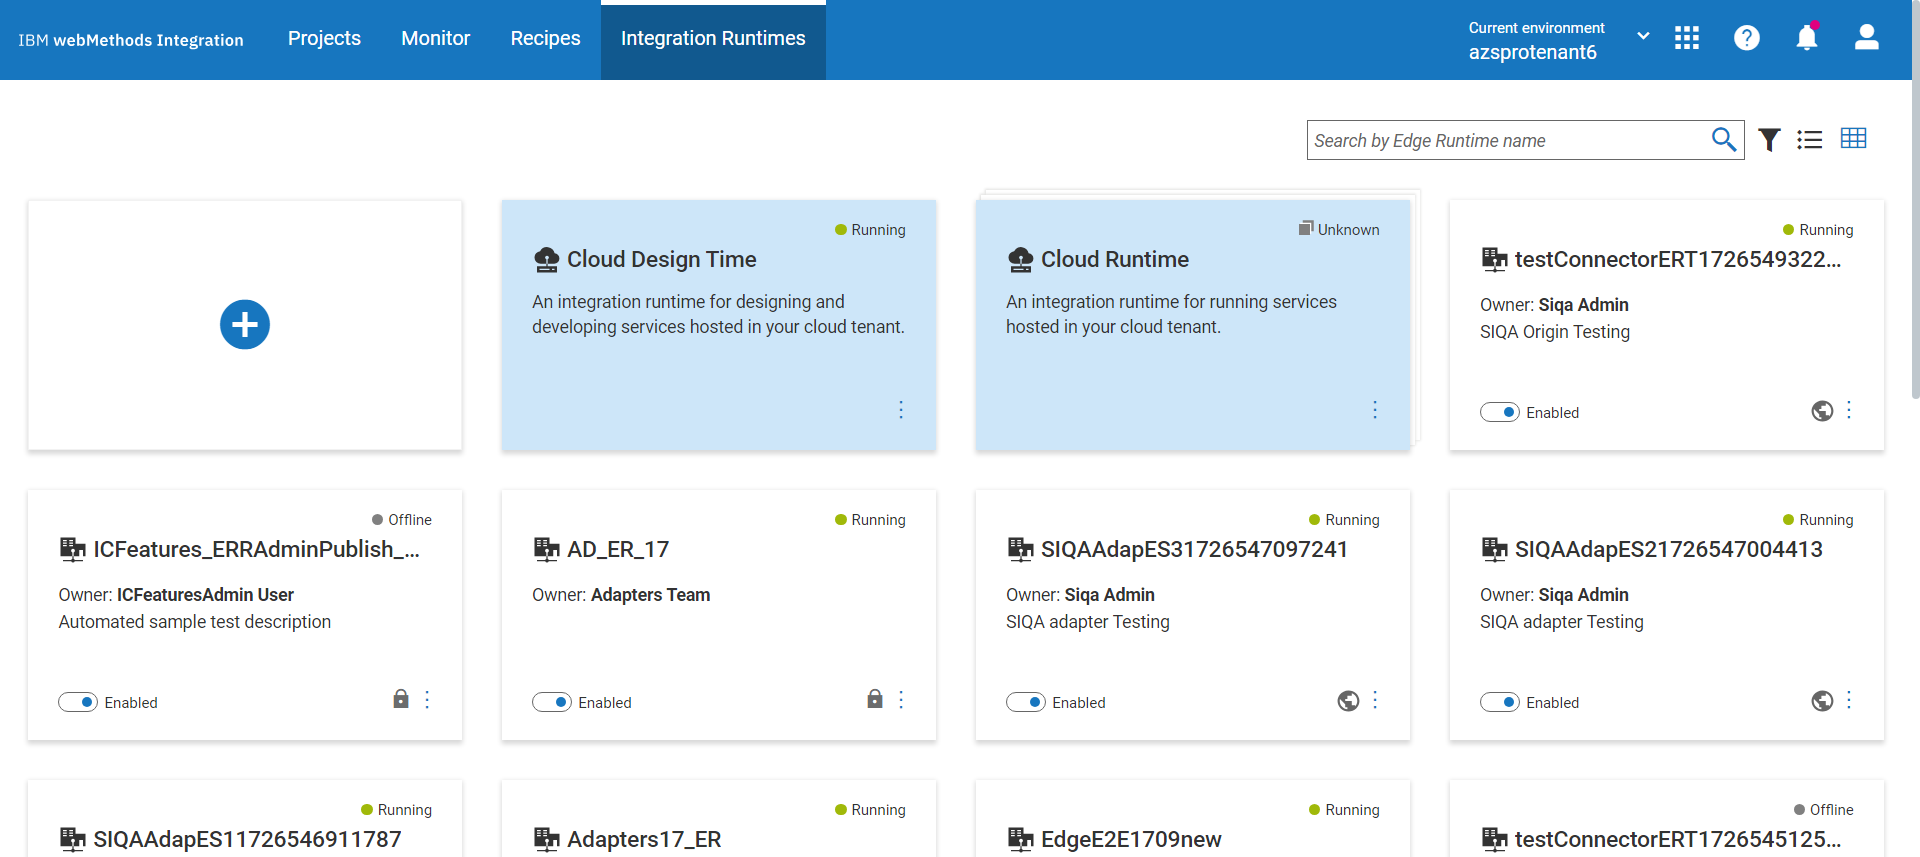 IBM webMethods Integration
Projects
Monitor
Recipes
Integration Runtimes
Current environment
azsprotenant6
Search by Edge Runtime name
Running
Cloud Design Time
An integration runtime for designing and
developing services hosted in your cloud tenant.
Unknown
Cloud Runtime
An integration runtime for running services
hosted in your cloud tenant.
Running
testConnectorERT1726549322...
Owner: Siqa Admin
SIQA Origin Testing
Enabled
Offline
ICFeatures_ERRAdminPublish_...
Owner: ICFeaturesAdmin User
Automated sample test description
Enabled
Running
AD_ER_17
Owner: Adapters Team
Enabled
Running
SIQAAdapES31726547097241
Owner: Siqa Admin
SIQA adapter Testing
Enabled
Running
SIQAAdapES21726547004413
Owner: Siqa Admin
SIQA adapter Testing
Enabled
Running
SIQAAdapES11726546911787
Running
Adapters17_ER
Running
EdgeE2E1709new
Offline
testConnectorERT1726545125...